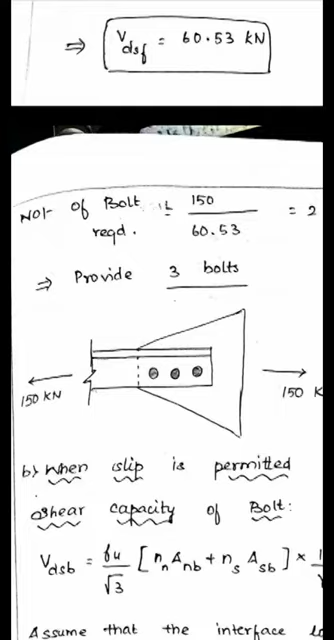 ⇒ Vdsf = 60.53 KN
No. of Bolt reqd. = 150 / 60.53 = 2
⇒ Provide 3 bolts
150 KN
150 K
b) When slip is permitted
shear capacity of Bolt:
Vdsb = fu/√3 [nn Anb + ns Asb] × 1
Assume that the interface